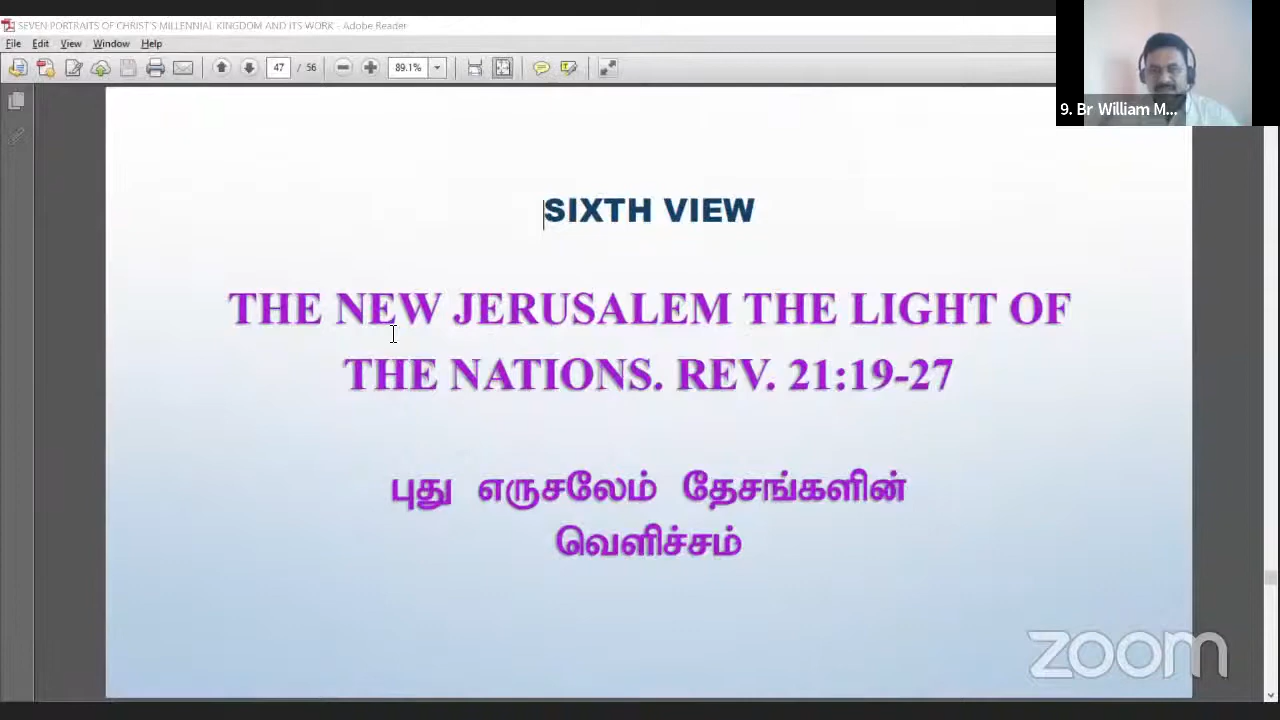 SEVEN PORTRAITS OF CHRIST'S MILLENNIAL KINGDOM AND ITS WORK - Adobe Reader
File Edit View Window Help
47 / 56 89.1%
9. Br William M...
SIXTH VIEW
THE NEW JERUSALEM THE LIGHT OF
THE NATIONS. REV. 21:19-27
புது எருசலேம் தேசங்களின்
வெளிச்சம்
zoom